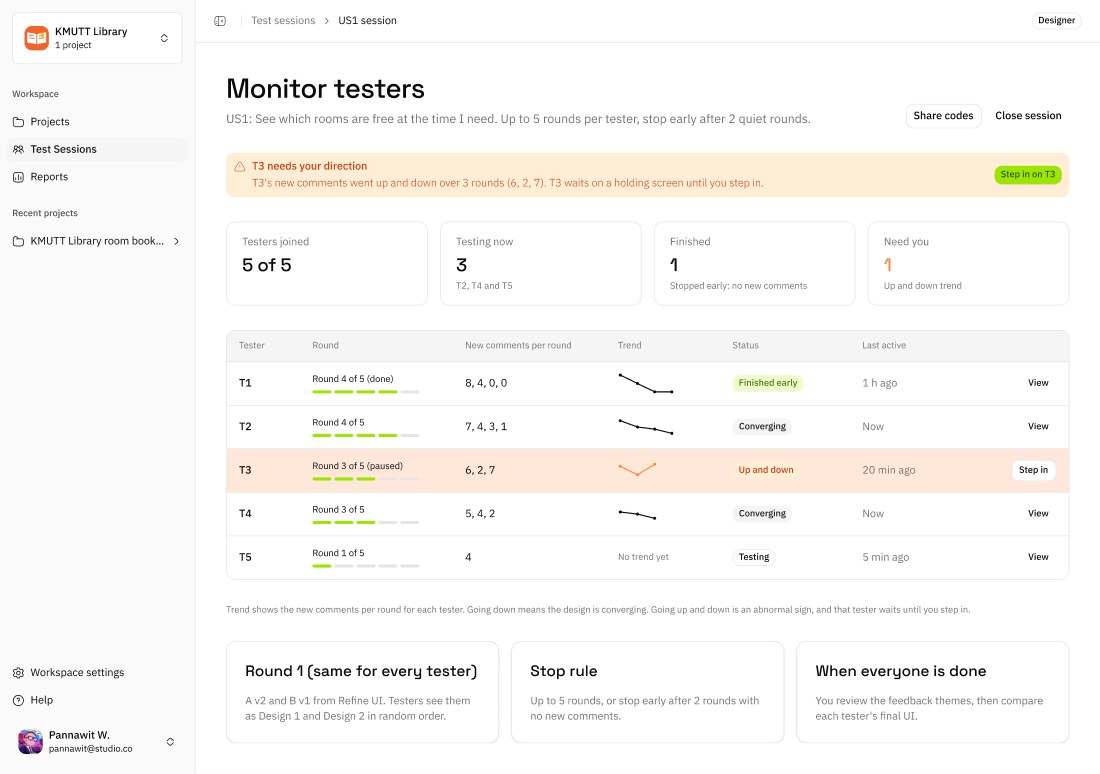 KMUTT Library
1 project
Workspace
Projects
Test Sessions
Reports
Recent projects
KMUTT Library room book...
Workspace settings
Help
Pannawit W.
pannawit@studio.co
Test sessions > US1 session
Designer
Monitor testers
US1: See which rooms are free at the time I need. Up to 5 rounds per tester, stop early after 2 quiet rounds.
Share codes
Close session
T3 needs your direction
T3's new comments went up and down over 3 rounds (6, 2, 7). T3 waits on a holding screen until you step in.
Step in on T3
Testers joined
5 of 5
Testing now
3
T2, T4 and T5
Finished
1
Stopped early: no new comments
Need you
1
Up and down trend
Tester Round New comments per round Trend Status Last active
T1 Round 4 of 5 (done) 8, 4, 0, 0 Finished early 1 h ago View
T2 Round 4 of 5 7, 4, 3, 1 Converging Now View
T3 Round 3 of 5 (paused) 6, 2, 7 Up and down 20 min ago Step in
T4 Round 3 of 5 5, 4, 2 Converging Now View
T5 Round 1 of 5 4 No trend yet Testing 5 min ago View
Trend shows the new comments per round for each tester. Going down means the design is converging. Going up and down is an abnormal sign, and that tester waits until you step in.
Round 1 (same for every tester)
A v2 and B v1 from Refine UI. Testers see them
as Design 1 and Design 2 in random order.
Stop rule
Up to 5 rounds, or stop early after 2 rounds with
no new comments.
When everyone is done
You review the feedback themes, then compare
each tester's final UI.